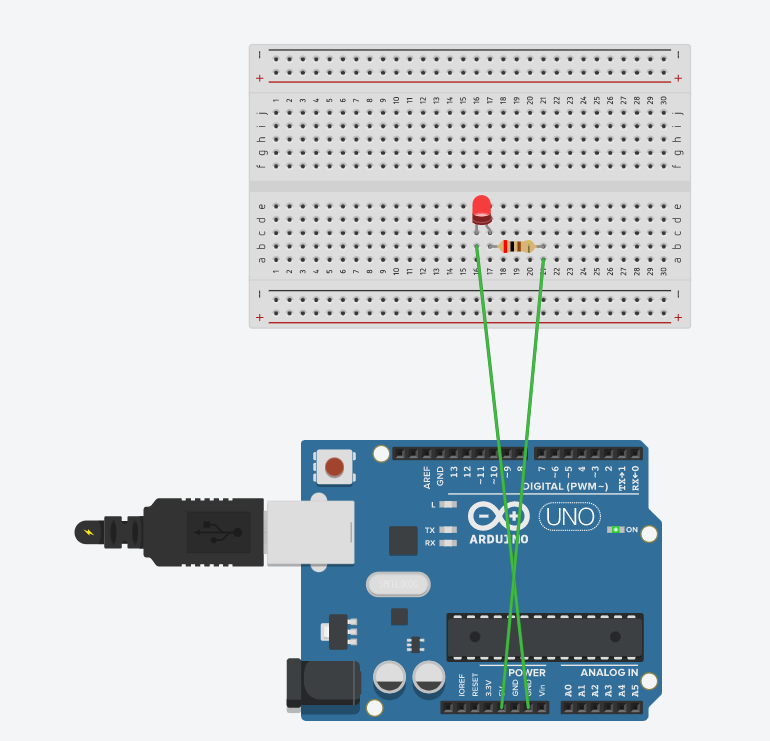 − −
+ +
1 2 3 4 5 6 7 8 9 10 11 12 13 14 15 16 17 18 19 20 21 22 23 24 25 26 27 28 29 30
j j
i i
h h
g g
f f
e e
d d
c c
b b
a a
1 2 3 4 5 6 7 8 9 10 11 12 13 14 15 16 17 18 19 20 21 22 23 24 25 26 27 28 29 30
− −
+ +
AREF GND 13 12 ~11 ~10 ~9 8 7 ~6 ~5 4 ~3 2 TX→1 RX←0
DIGITAL (PWM~)
L
TX
RX
ARDUINO
UNO
ON
POWER
ANALOG IN
IOREF RESET 3.3V 5V GND GND Vin A0 A1 A2 A3 A4 A5